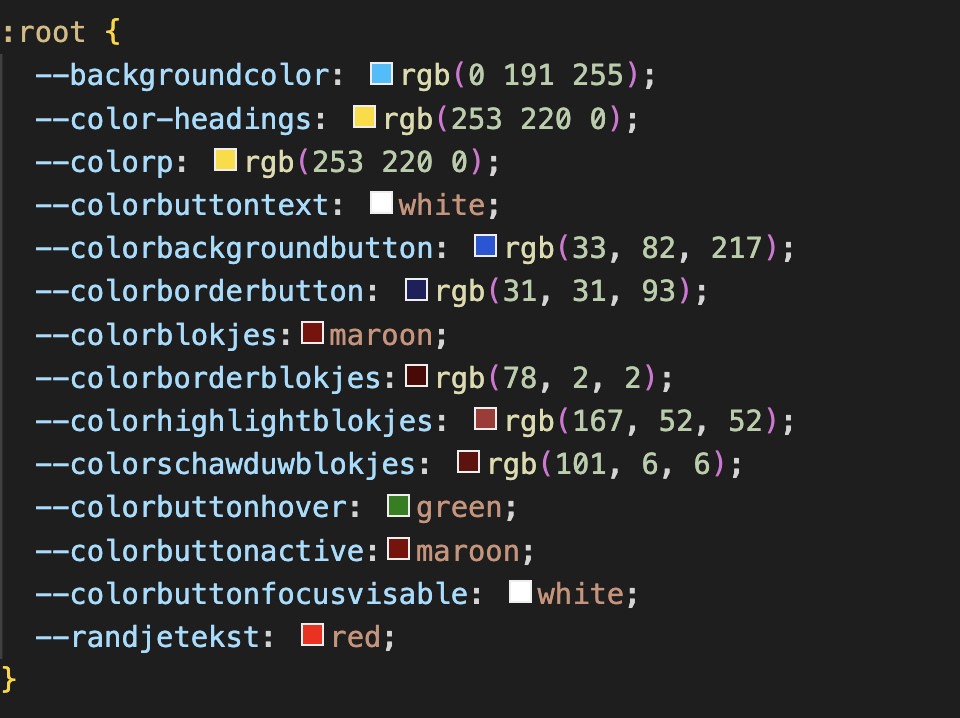 :root {
--backgroundcolor: rgb(0 191 255);
--color-headings: rgb(253 220 0);
--colorp: rgb(253 220 0);
--colorbuttontext: white;
--colorbackgroundbutton: rgb(33, 82, 217);
--colorborderbutton: rgb(31, 31, 93);
--colorblokjes: maroon;
--colorborderblokjes: rgb(78, 2, 2);
--colorhighlightblokjes: rgb(167, 52, 52);
--colorschawduwblokjes: rgb(101, 6, 6);
--colorbuttonhover: green;
--colorbuttonactive: maroon;
--colorbuttonfocusvisable: white;
--randjetekst: red;
}